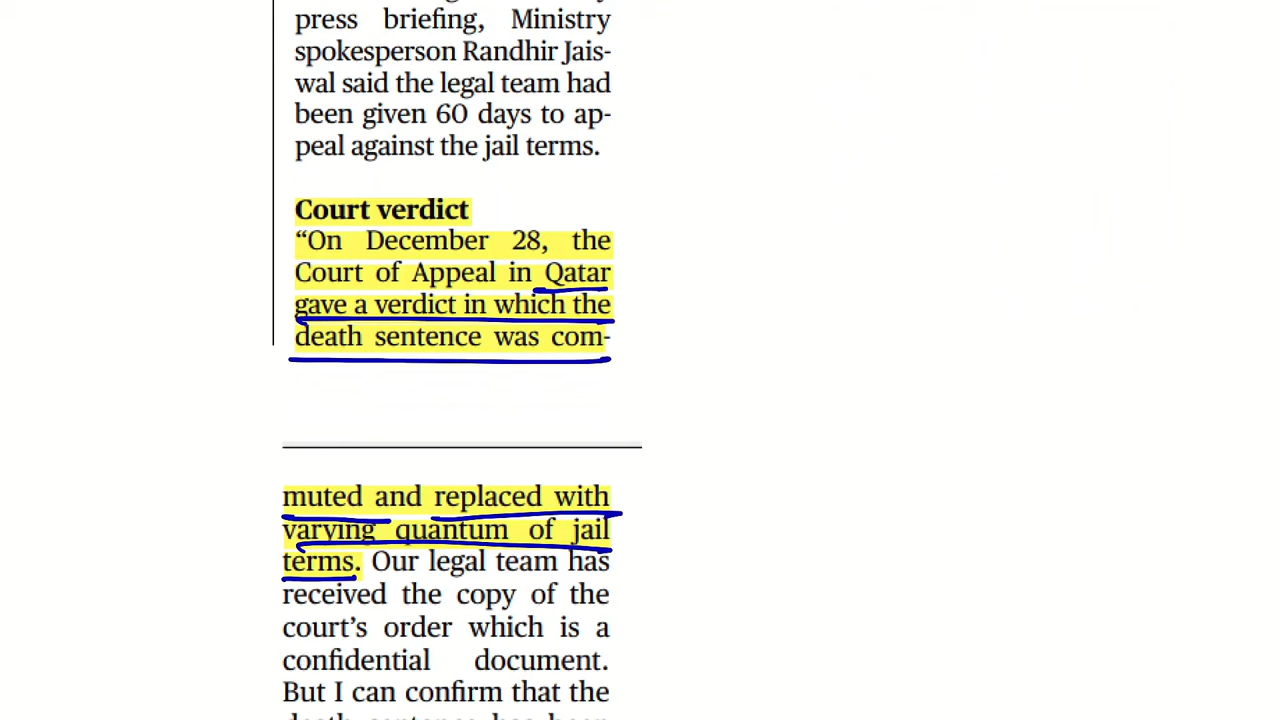 press briefing, Ministry
spokesperson Randhir Jais-
wal said the legal team had
been given 60 days to ap-
peal against the jail terms.
Court verdict
“On December 28, the
Court of Appeal in Qatar
gave a verdict in which the
death sentence was com-
muted and replaced with
varying quantum of jail
terms. Our legal team has
received the copy of the
court’s order which is a
confidential document.
But I can confirm that the